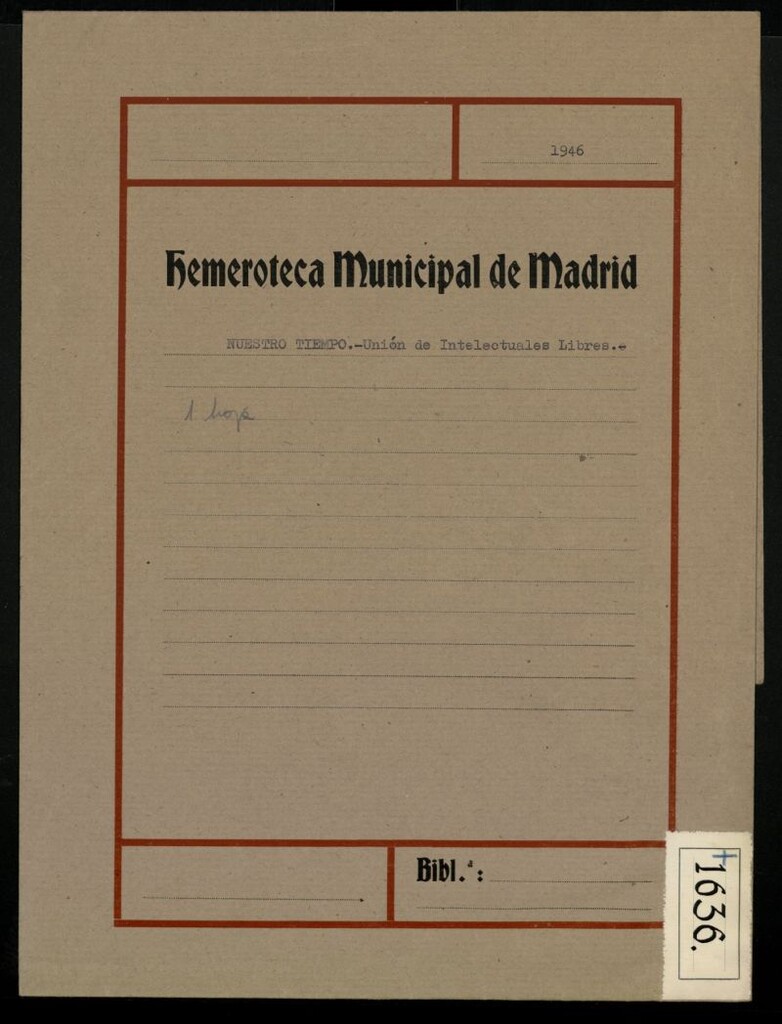 1946
Hemeroteca Municipal de Madrid
NUESTRO TIEMPO.-Unión de Intelectuales Libres.-
1 hoja
Bibl.ª:
+1636.